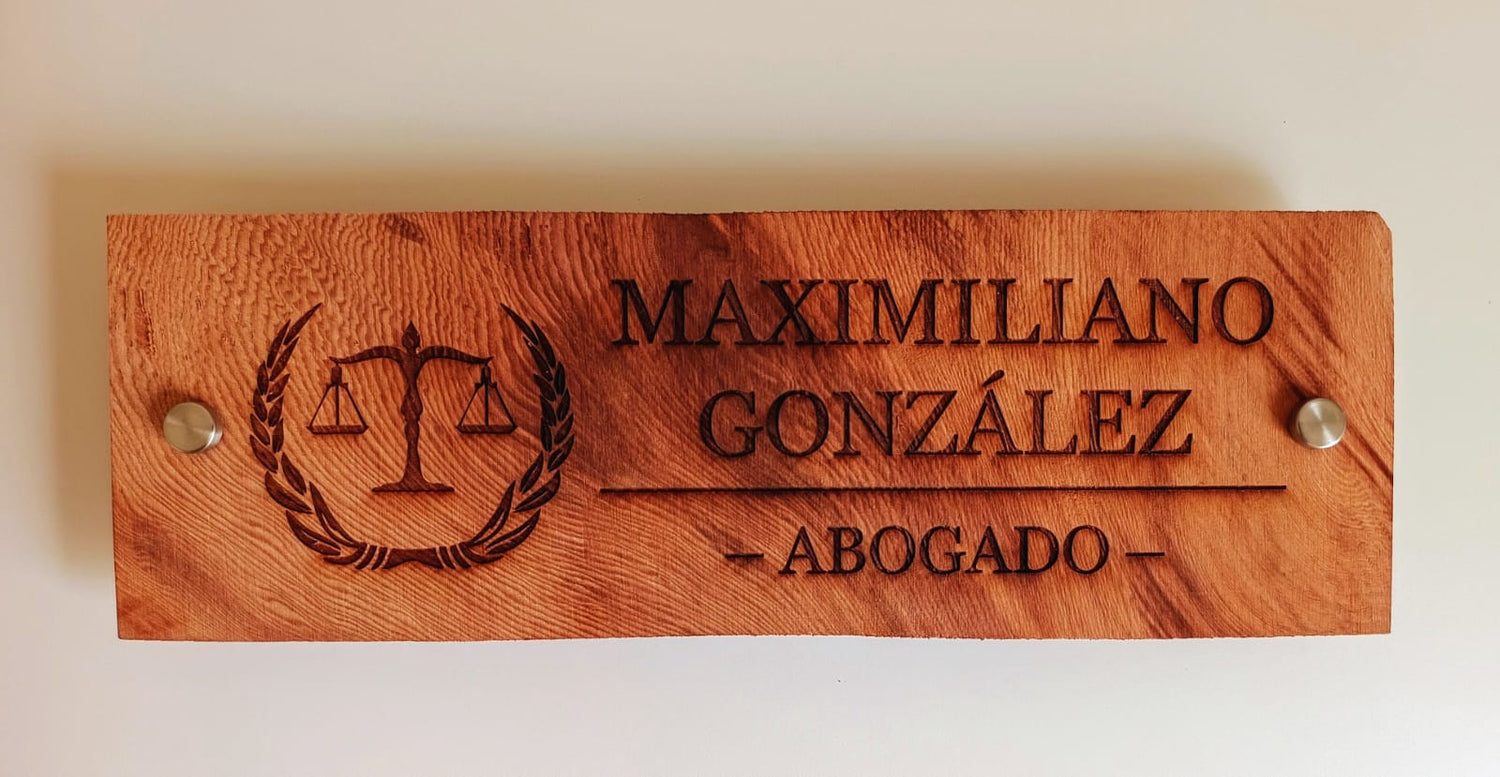 MAXIMILIANO
GONZÁLEZ
– ABOGADO –